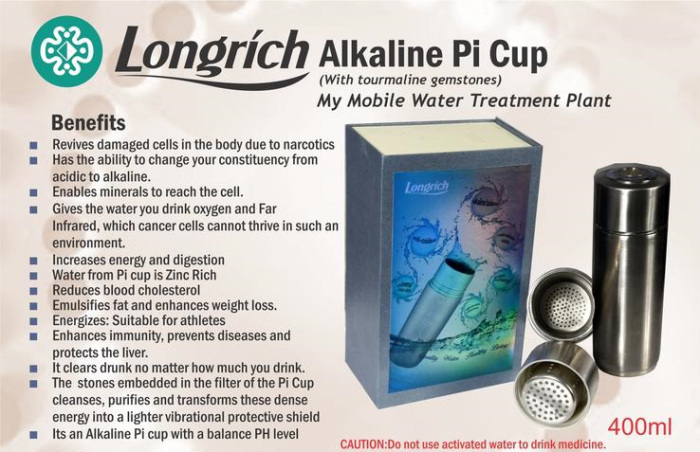 Longrích Alkaline Pi Cup
(With tourmaline gemstones)
My Mobile Water Treatment Plant
Benefits
Revives damaged cells in the body due to narcotics
Has the ability to change your constituency from
acidic to alkaline.
Enables minerals to reach the cell.
Gives the water you drink oxygen and Far
Infrared, which cancer cells cannot thrive in such an
environment.
Increases energy and digestion
Water from Pi cup is Zinc Rich
Reduces blood cholesterol
Emulsifies fat and enhances weight loss.
Energizes: Suitable for athletes
Enhances immunity, prevents diseases and
protects the liver.
It clears drunk no matter how much you drink.
The stones embedded in the filter of the Pi Cup
cleanses, purifies and transforms these dense
energy into a lighter vibrational protective shield
Its an Alkaline Pi cup with a balance PH level
Longrich
400ml
CAUTION:Do not use activated water to drink medicine.